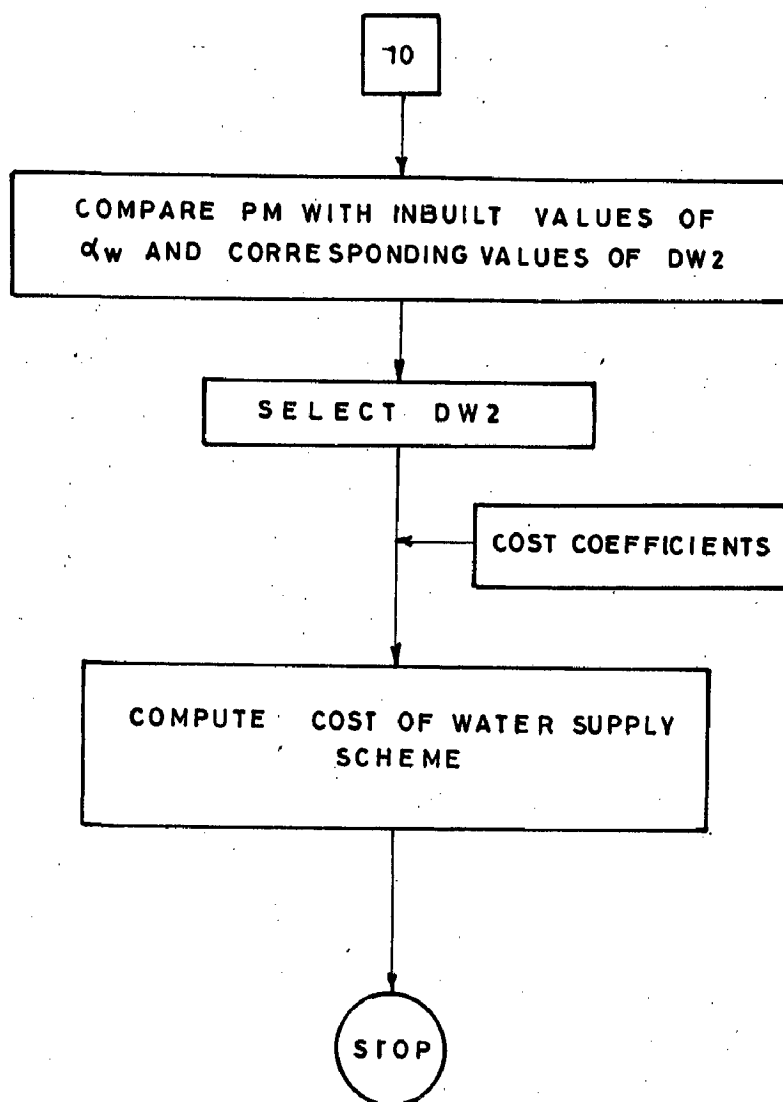 10
COMPARE PM WITH INBUILT VALUES OF
αw AND CORRESPONDING VALUES OF DW2
SELECT DW2
COST COEFFICIENTS
COMPUTE COST OF WATER SUPPLY
SCHEME
STOP